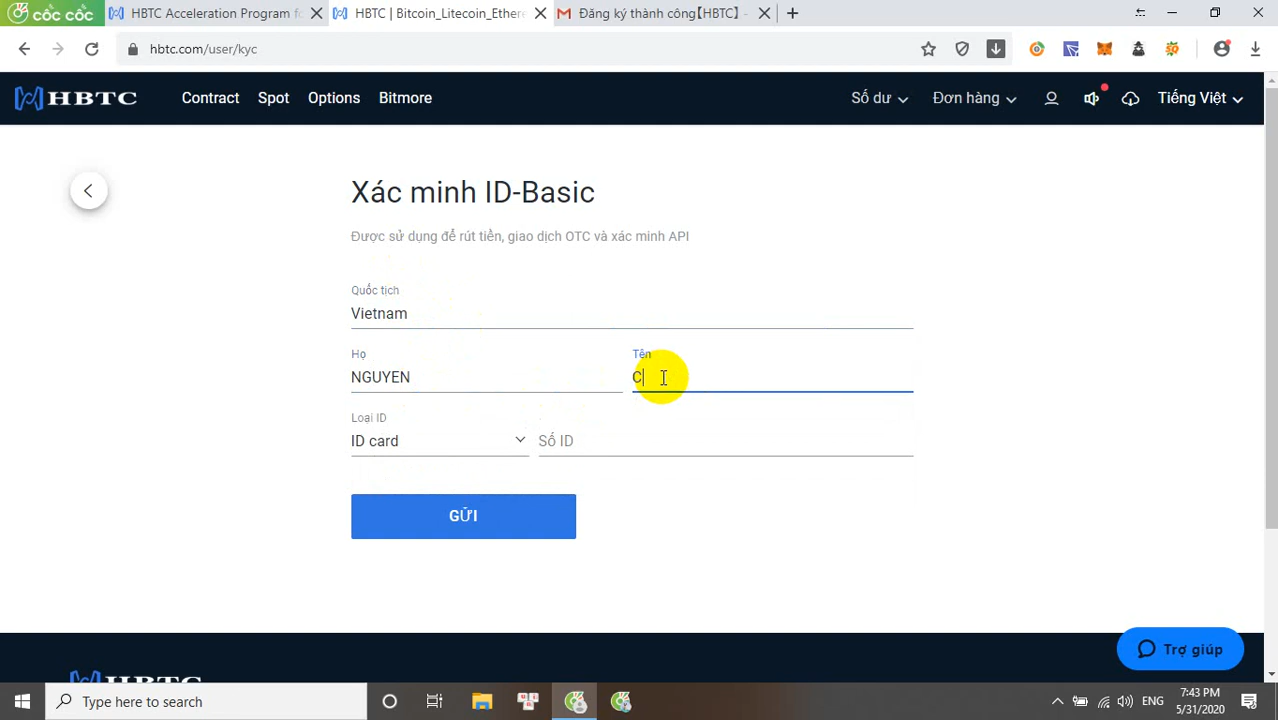 cốc cốc
HBTC Acceleration Program fo
HBTC | Bitcoin_Litecoin_Ethere
Đăng ký thành công【HBTC】 -
hbtc.com/user/kyc
HBTC
Contract
Spot
Options
Bitmore
Số dư
Đơn hàng
Tiếng Việt
Xác minh ID-Basic
Được sử dụng để rút tiền, giao dịch OTC và xác minh API
Quốc tịch
Vietnam
Họ
Tên
NGUYEN
C
Loại ID
ID card
Số ID
GỬI
Trợ giúp
HBTC
Type here to search
ENG
7:43 PM
5/31/2020